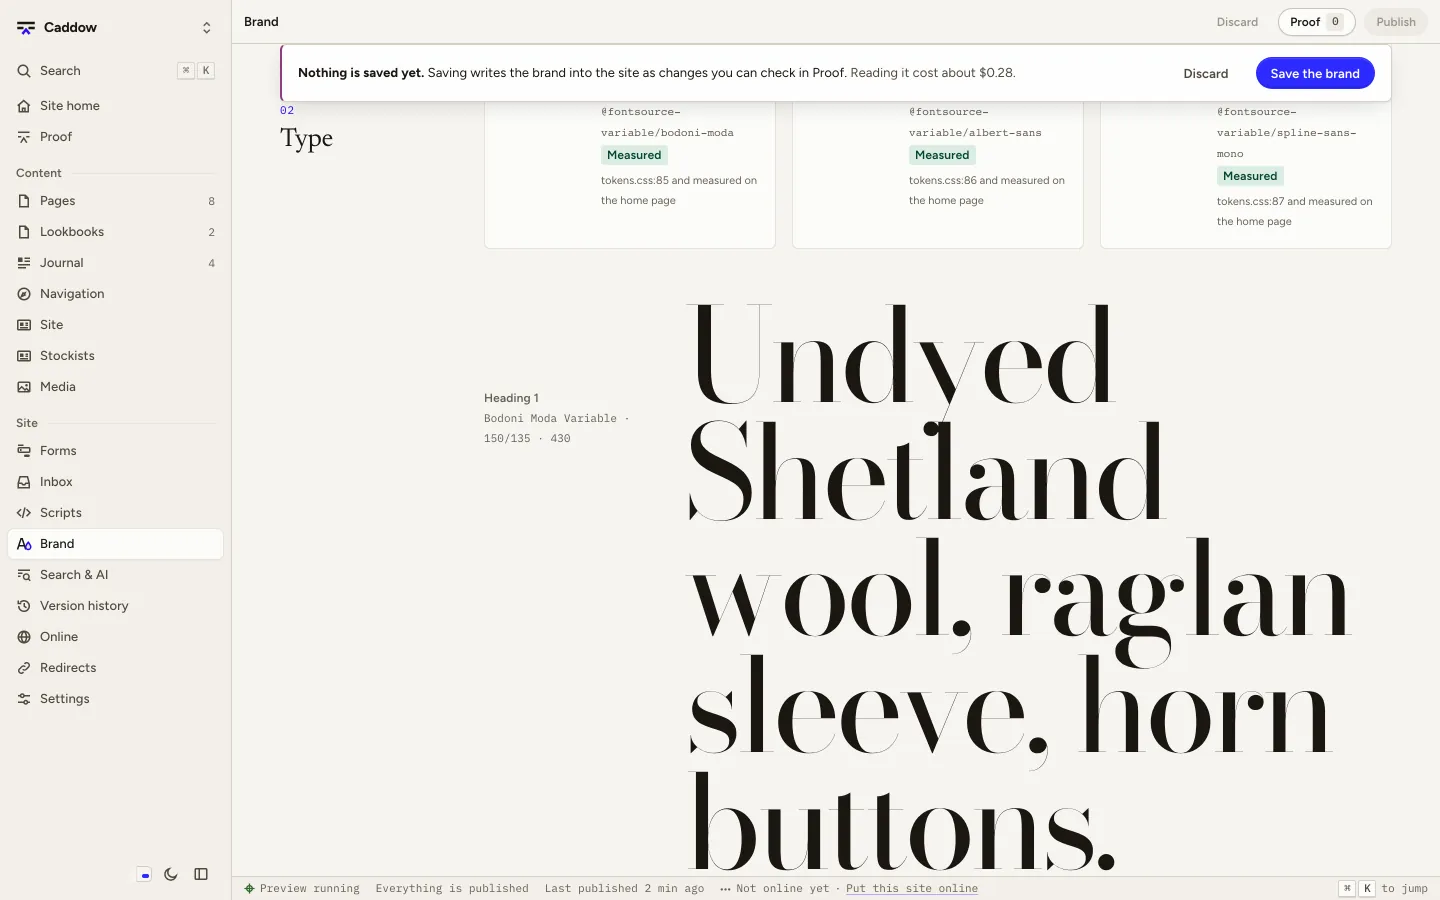 Caddow
Search
⌘ K
Site home
Proof
Content
Pages 8
Lookbooks 2
Journal 4
Navigation
Site
Stockists
Media
Site
Forms
Inbox
Scripts
Brand
Search & AI
Version history
Online
Redirects
Settings
Brand
Discard
Proof 0
Publish
Nothing is saved yet. Saving writes the brand into the site as changes you can check in Proof. Reading it cost about $0.28.
Discard
Save the brand
02
Type
@fontsource-
variable/bodoni-moda
Measured
tokens.css:85 and measured on
the home page
@fontsource-
variable/albert-sans
Measured
tokens.css:86 and measured on
the home page
@fontsource-
variable/spline-sans-
mono
Measured
tokens.css:87 and measured on
the home page
Heading 1
Bodoni Moda Variable ·
150/135 · 430
Undyed
Shetland
wool, raglan
sleeve, horn
buttons.
Preview running
Everything is published
Last published 2 min ago
Not online yet · Put this site online
⌘ K to jump